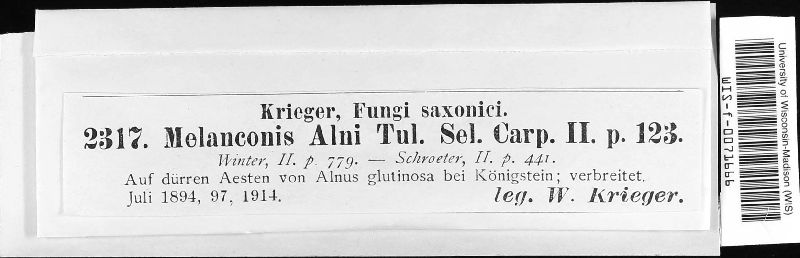 Krieger, Fungi saxonici.
2317. Melanconis Alni Tul. Sel. Carp. II. p. 123.
Winter, II. p. 779. — Schroeter, II. p. 441.
Auf dürren Aesten von Alnus glutinosa bei Königstein; verbreitet.
Juli 1894, 97, 1914. leg. W. Krieger.
University of Wisconsin-Madison (WIS)
WIS-f-0071996